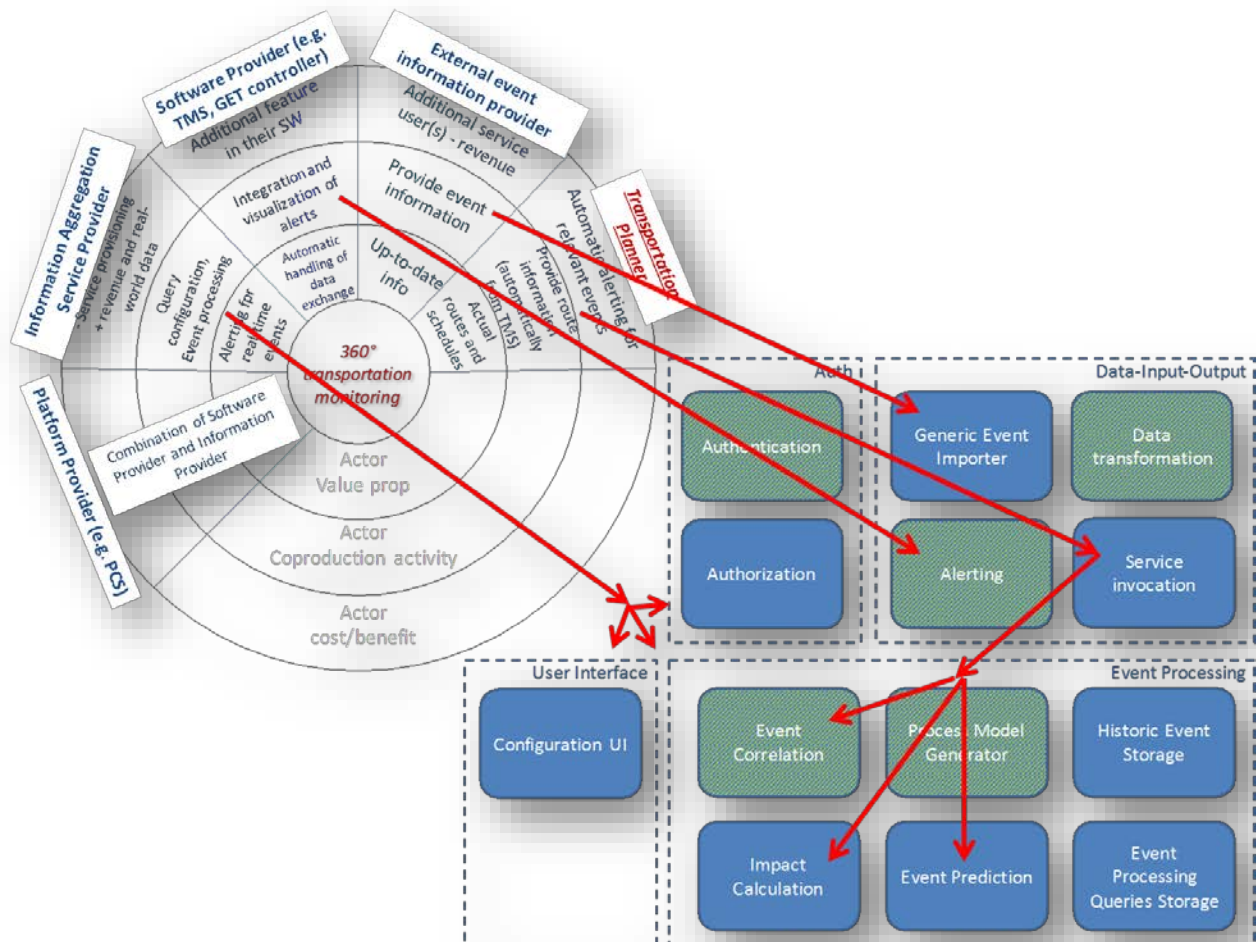 Software Provider (e.g.
TMS, GET controller)
Additional feature
in their SW
External event
information provider
Additional service
user(s) - revenue
Information Aggregation
Service Provider
- Service provisioning
+ revenue and real-
world data
Integration and
visualization of
alerts
Provide event
information
Transportation
Planner
Automatic alerting for
relevant events
Query
configuration,
Event processing
Automatic
handling of
data
exchange
Up-to-date
info
Provide route
information
(automatically
from TMS)
Alerting fpr
real-time
events
Actual
routes and
schedules
360°
transportation
monitoring
Platform Provider (e.g. PCS)
Combination of Software
Provider and Information
Provider
Actor
Value prop
Actor
Coproduction activity
Actor
cost/benefit
Auth
Authentication
Authorization
Data-Input-Output
Generic Event
Importer
Data
transformation
Alerting
Service
invocation
User Interface
Configuration UI
Event Processing
Event
Correlation
Process Model
Generator
Historic Event
Storage
Impact
Calculation
Event Prediction
Event
Processing
Queries Storage